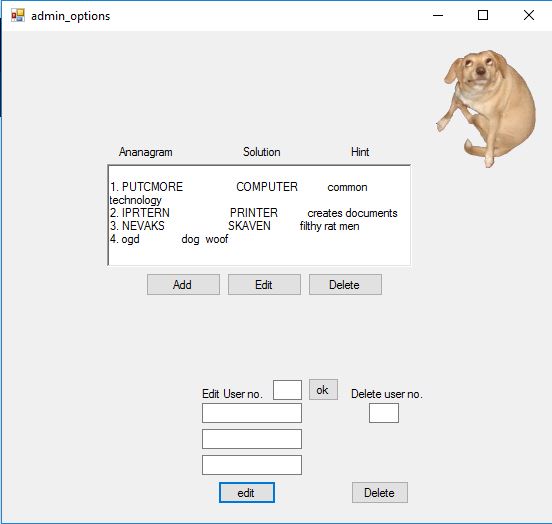 admin_options
Ananagram Solution Hint
1. PUTCMORE COMPUTER common
technology
2. IPRTERN PRINTER creates documents
3. NEVAKS SKAVEN filthy rat men
4. ogd dog woof
Add Edit Delete
Edit User no. ok Delete user no.
edit Delete